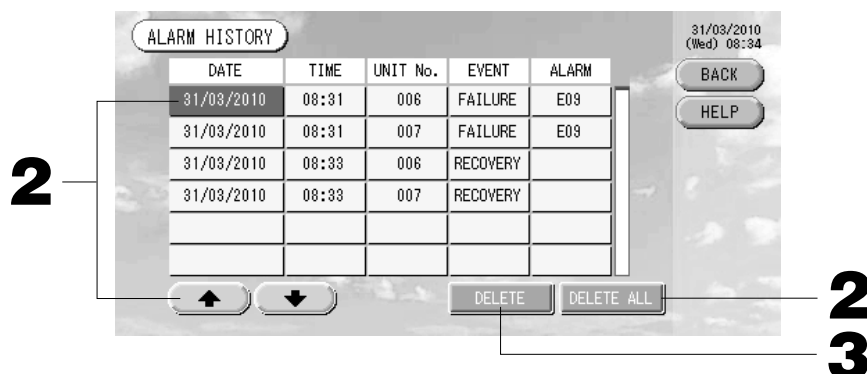 ALARM HISTORY
31/03/2010
(Wed) 08:34
DATE TIME UNIT No. EVENT ALARM
BACK
31/03/2010 08:31 006 FAILURE E09
HELP
31/03/2010 08:31 007 FAILURE E09
31/03/2010 08:33 006 RECOVERY
31/03/2010 08:33 007 RECOVERY
2
DELETE DELETE ALL
2
3